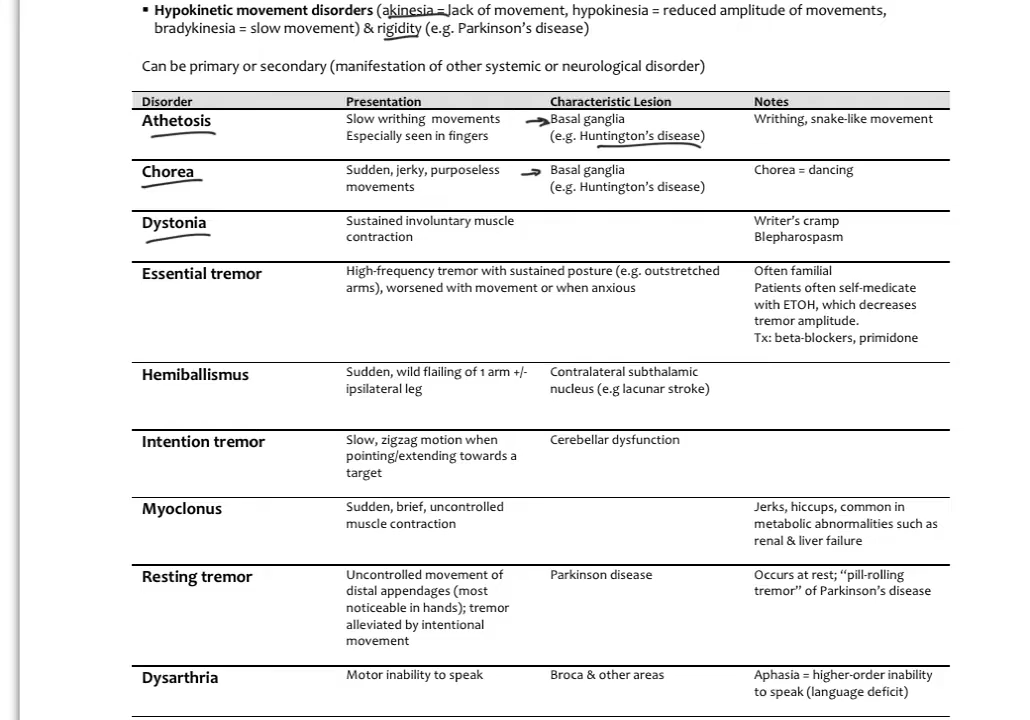 ▪ Hypokinetic movement disorders (akinesia = lack of movement, hypokinesia = reduced amplitude of movements,
bradykinesia = slow movement) & rigidity (e.g. Parkinson's disease)
Can be primary or secondary (manifestation of other systemic or neurological disorder)
Disorder Presentation Characteristic Lesion Notes
Athetosis Slow writhing movements Basal ganglia Writhing, snake-like movement
Especially seen in fingers (e.g. Huntington's disease)
Chorea Sudden, jerky, purposeless Basal ganglia Chorea = dancing
movements (e.g. Huntington's disease)
Dystonia Sustained involuntary muscle Writer's cramp
contraction Blepharospasm
Essential tremor High-frequency tremor with sustained posture (e.g. outstretched Often familial
arms), worsened with movement or when anxious Patients often self-medicate
with ETOH, which decreases
tremor amplitude.
Tx: beta-blockers, primidone
Hemiballismus Sudden, wild flailing of 1 arm +/- Contralateral subthalamic
ipsilateral leg nucleus (e.g lacunar stroke)
Intention tremor Slow, zigzag motion when Cerebellar dysfunction
pointing/extending towards a
target
Myoclonus Sudden, brief, uncontrolled Jerks, hiccups, common in
muscle contraction metabolic abnormalities such as
renal & liver failure
Resting tremor Uncontrolled movement of Parkinson disease Occurs at rest; “pill-rolling
distal appendages (most tremor” of Parkinson's disease
noticeable in hands); tremor
alleviated by intentional
movement
Dysarthria Motor inability to speak Broca & other areas Aphasia = higher-order inability
to speak (language deficit)